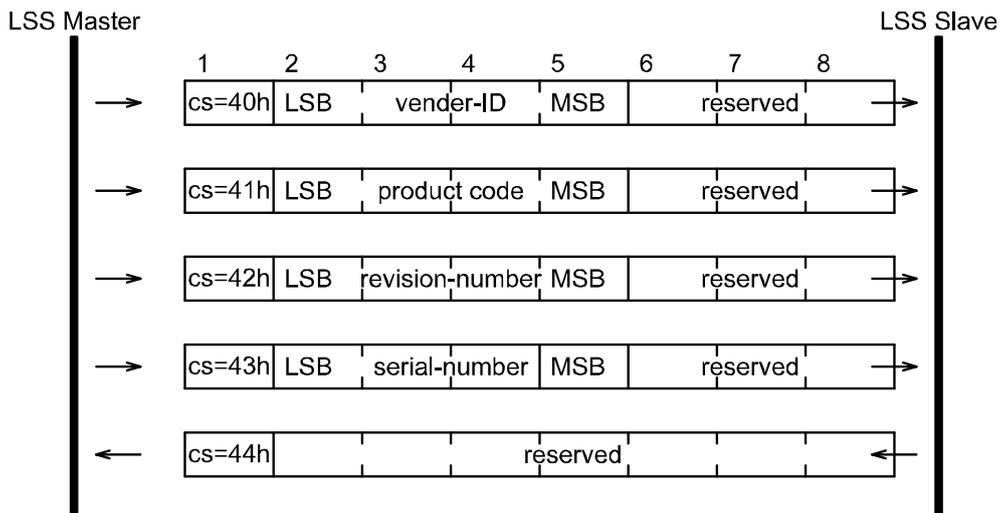 LSS Master LSS Slave
1 2 3 4 5 6 7 8
cs=40h LSB vender-ID MSB reserved
cs=41h LSB product code MSB reserved
cs=42h LSB revision-number MSB reserved
cs=43h LSB serial-number MSB reserved
cs=44h reserved